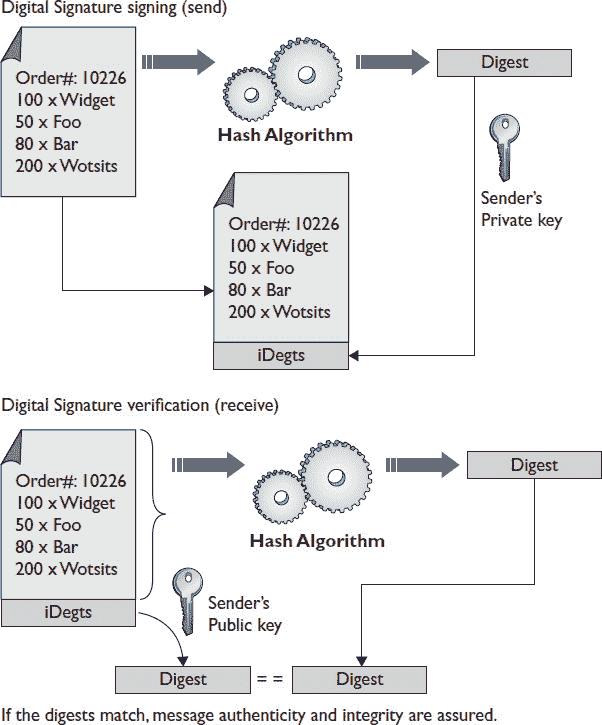 Digital Signature signing (send)
Order#: 10226
100 x Widget
50 x Foo
80 x Bar
200 x Wotsits
Hash Algorithm
Digest
Sender's
Private key
Order#: 10226
100 x Widget
50 x Foo
80 x Bar
200 x Wotsits
iDegts
Digital Signature verification (receive)
Order#: 10226
100 x Widget
50 x Foo
80 x Bar
200 x Wotsits
iDegts
Hash Algorithm
Digest
Sender's
Public key
Digest == Digest
If the digests match, message authenticity and integrity are assured.